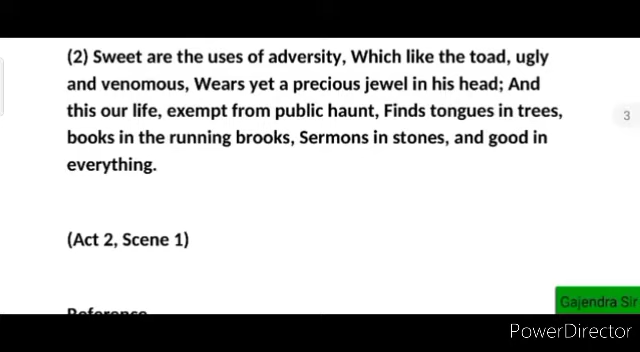 (2) Sweet are the uses of adversity, Which like the toad, ugly
and venomous, Wears yet a precious jewel in his head; And
this our life, exempt from public haunt, Finds tongues in trees,
3
books in the running brooks, Sermons in stones, and good in
everything.
(Act 2, Scene 1)
Reference
Gajendra Sir
PowerDirector